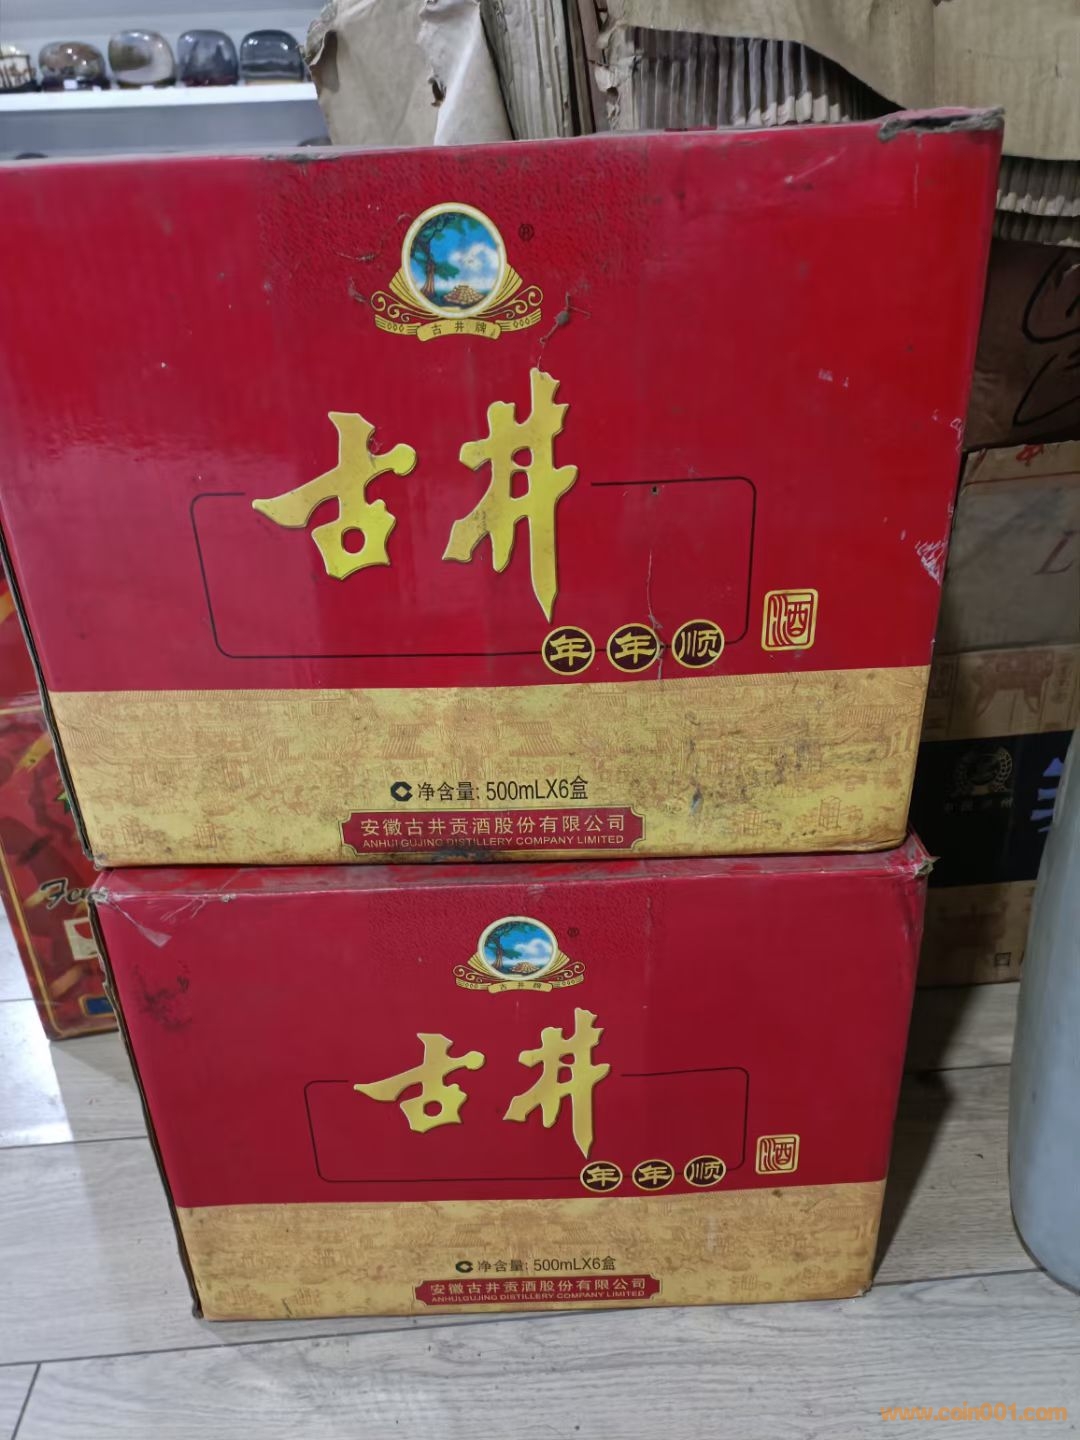 古井牌
®
古井
年年顺
酒
净含量: 500mLX6盒
安徽古井贡酒股份有限公司
ANHUI GUJING DISTILLERY COMPANY LIMITED
古井牌
®
古井
年年顺
酒
净含量: 500mLX6盒
安徽古井贡酒股份有限公司
ANHUI GUJING DISTILLERY COMPANY LIMITED
L
www.coin001.com